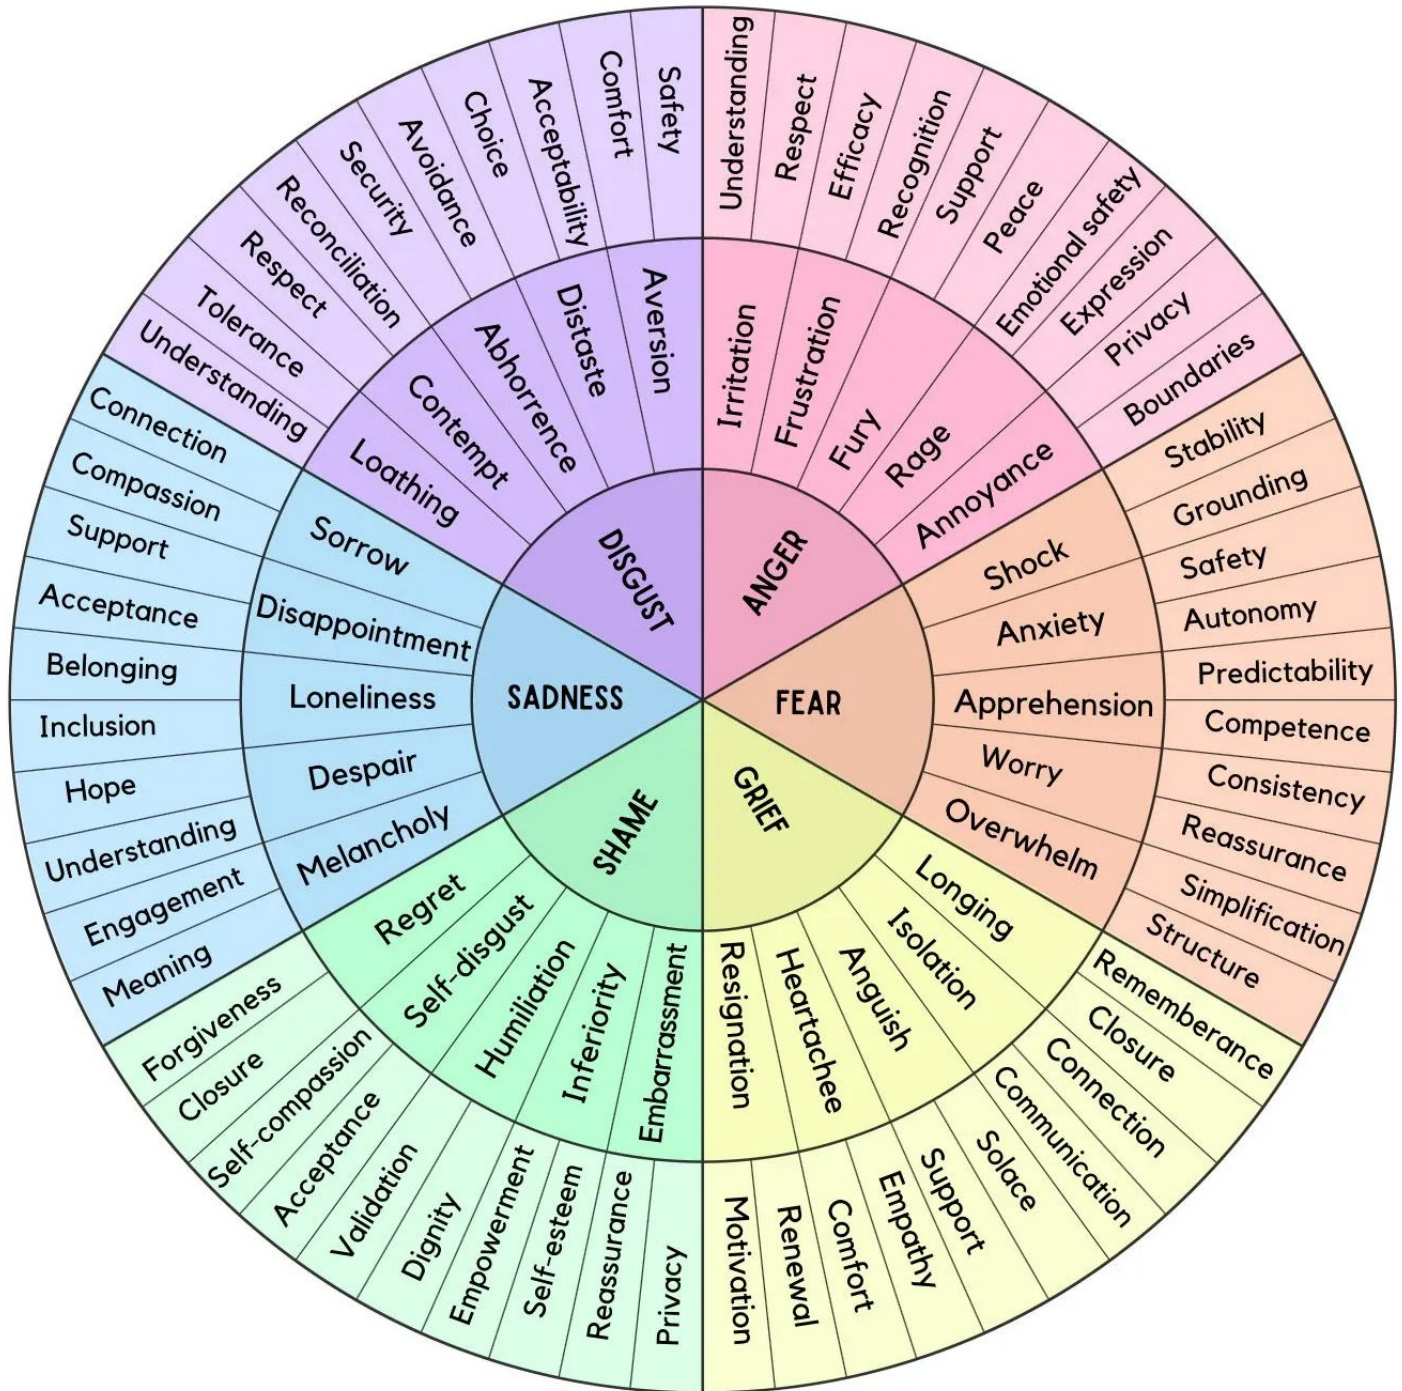 ANGER
Irritation
Understanding
Respect
Frustration
Efficacy
Recognition
Fury
Support
Peace
Rage
Emotional safety
Expression
Annoyance
Privacy
Boundaries
FEAR
Shock
Stability
Grounding
Anxiety
Safety
Autonomy
Apprehension
Predictability
Competence
Worry
Consistency
Reassurance
Overwhelm
Simplification
Structure
GRIEF
Longing
Rememberance
Closure
Isolation
Connection
Communication
Anguish
Solace
Support
Heartachee
Empathy
Comfort
Resignation
Renewal
Motivation
SHAME
Embarrassment
Privacy
Reassurance
Inferiority
Self-esteem
Empowerment
Humiliation
Dignity
Validation
Self-disgust
Acceptance
Self-compassion
Regret
Closure
Forgiveness
SADNESS
Melancholy
Meaning
Engagement
Despair
Understanding
Hope
Loneliness
Inclusion
Belonging
Disappointment
Acceptance
Support
Sorrow
Compassion
Connection
DISGUST
Loathing
Understanding
Tolerance
Contempt
Respect
Reconciliation
Abhorrence
Security
Avoidance
Distaste
Choice
Acceptability
Aversion
Comfort
Safety